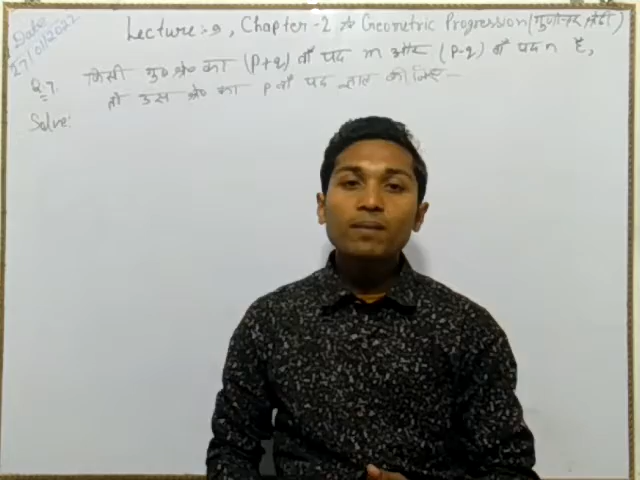 Date
27/01/2022
Lecture :- 9, Chapter-2 ☆ Geometric Progression (गुणोत्तर श्रेढ़ी)
Q.7. किसी गु० श्रे० का (P+q) वाँ पद m और (P-q) वाँ पद n है,
तो उस श्रे० का P वाँ पद ज्ञात कीजिए—
Solve: